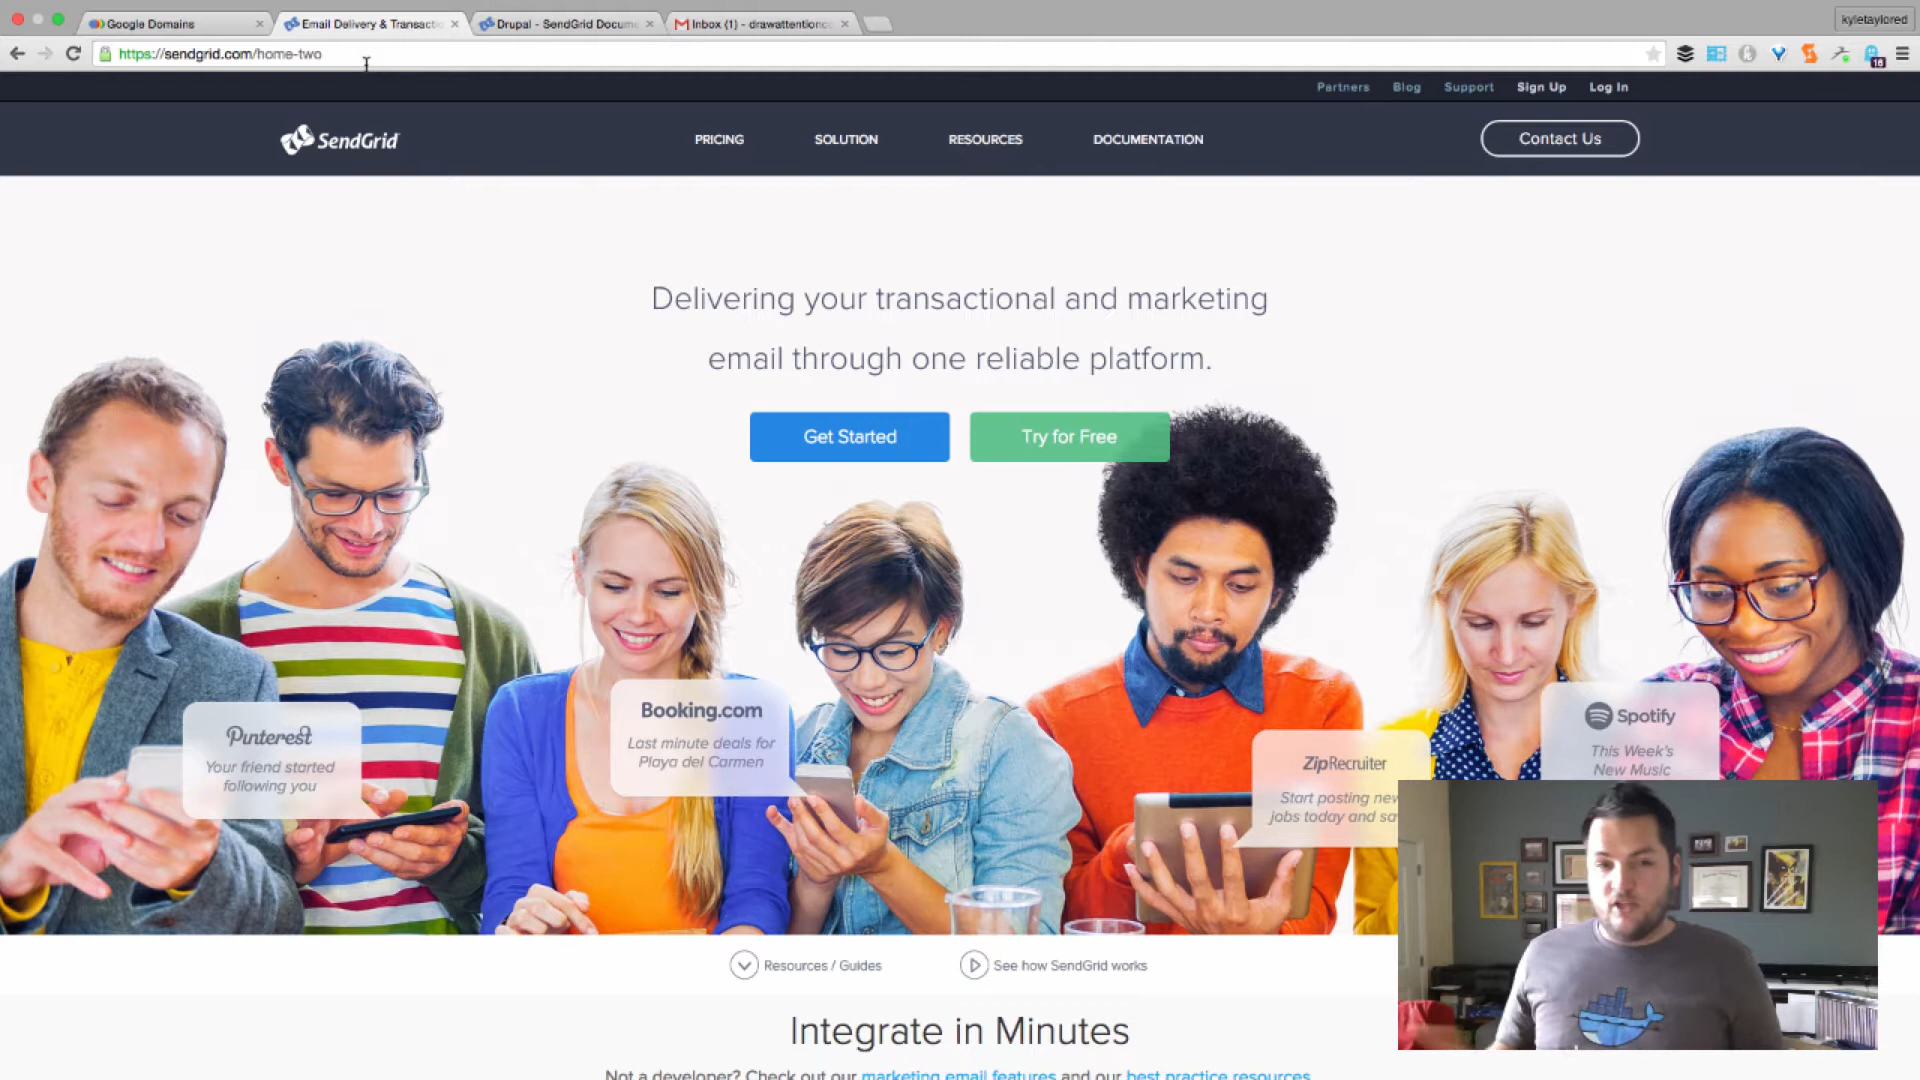 Google Domains
Email Delivery & Transactic
Drupal - SendGrid Docume
Inbox (1) - drawattentionco
kyletaylored
https://sendgrid.com/home-two
16
Partners Blog Support Sign Up Log In
SendGrid
PRICING SOLUTION RESOURCES DOCUMENTATION Contact Us
Delivering your transactional and marketing
email through one reliable platform.
Get Started Try for Free
Pinterest
Your friend started
following you
Booking.com
Last minute deals for
Playa del Carmen
ZipRecruiter
Start posting new
jobs today and sa
Spotify
This Week's
New Music
Resources / Guides See how SendGrid works
Integrate in Minutes
Not a developer? Check out our marketing email features and our best practice resources